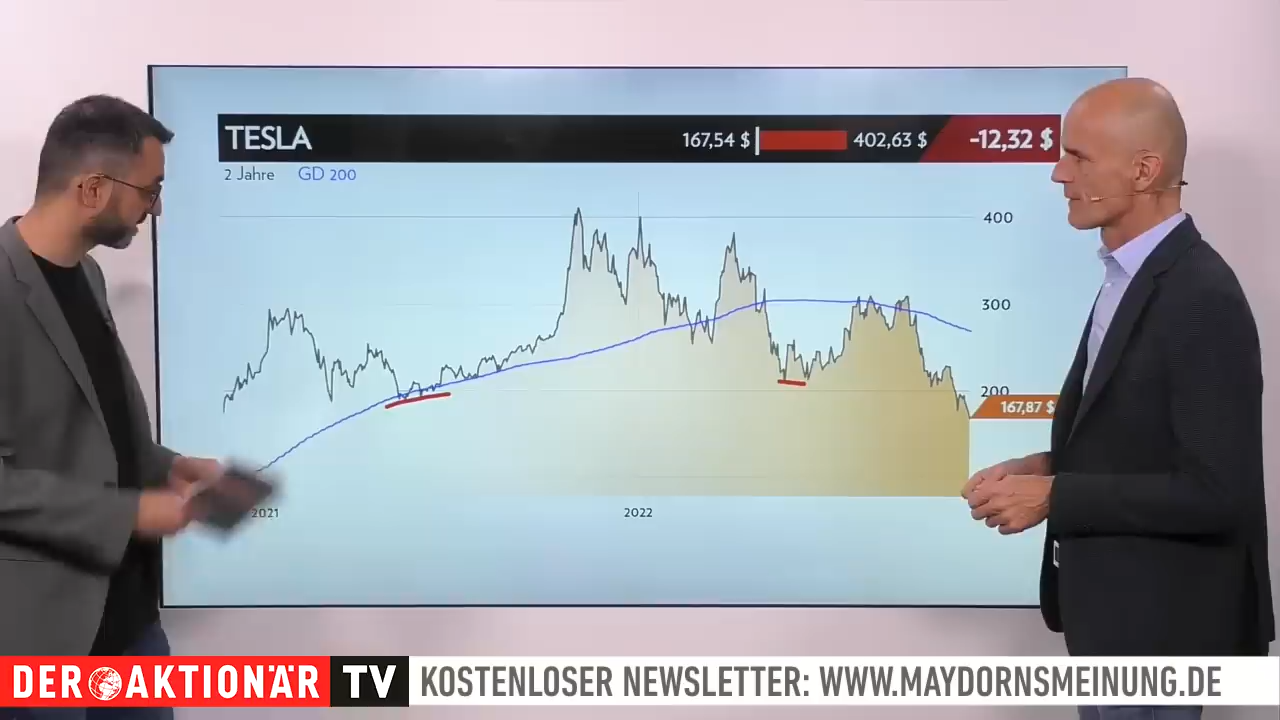 TESLA 167,54 $ 402,63 $ -12,32 $
2 Jahre GD 200
400
300
200
167,87 $
2021 2022
DER AKTIONÄR TV KOSTENLOSER NEWSLETTER: WWW.MAYDORNSMEINUNG.DE